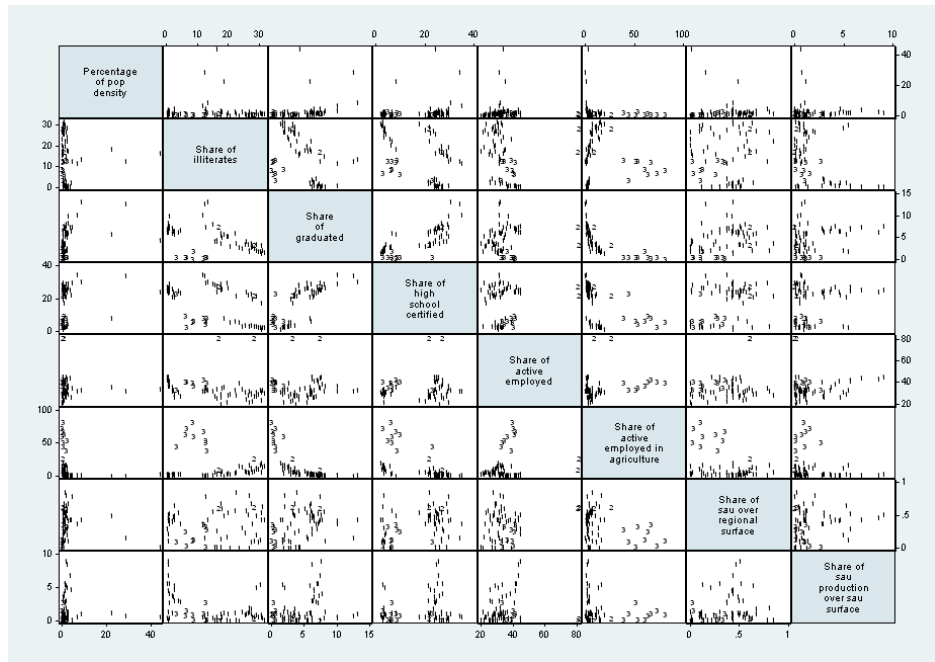 0 10 20 30 0 20 40 0 50 100 0 5 10
Percentage
of pop
density
40
20
0
30
20
10
0
Share of
illiterates
Share
of
graduated
15
10
5
0
40
20
0
Share of
high
school
certified
Share of
active
employed
80
60
40
20
100
50
0
Share of
active
employed in
agriculture
Share of
sau over
regional
surface
1
.5
0
10
5
0
Share of
sau
production
over sau
surface
0 20 40 0 5 10 15 20 40 60 80 0 .5 1